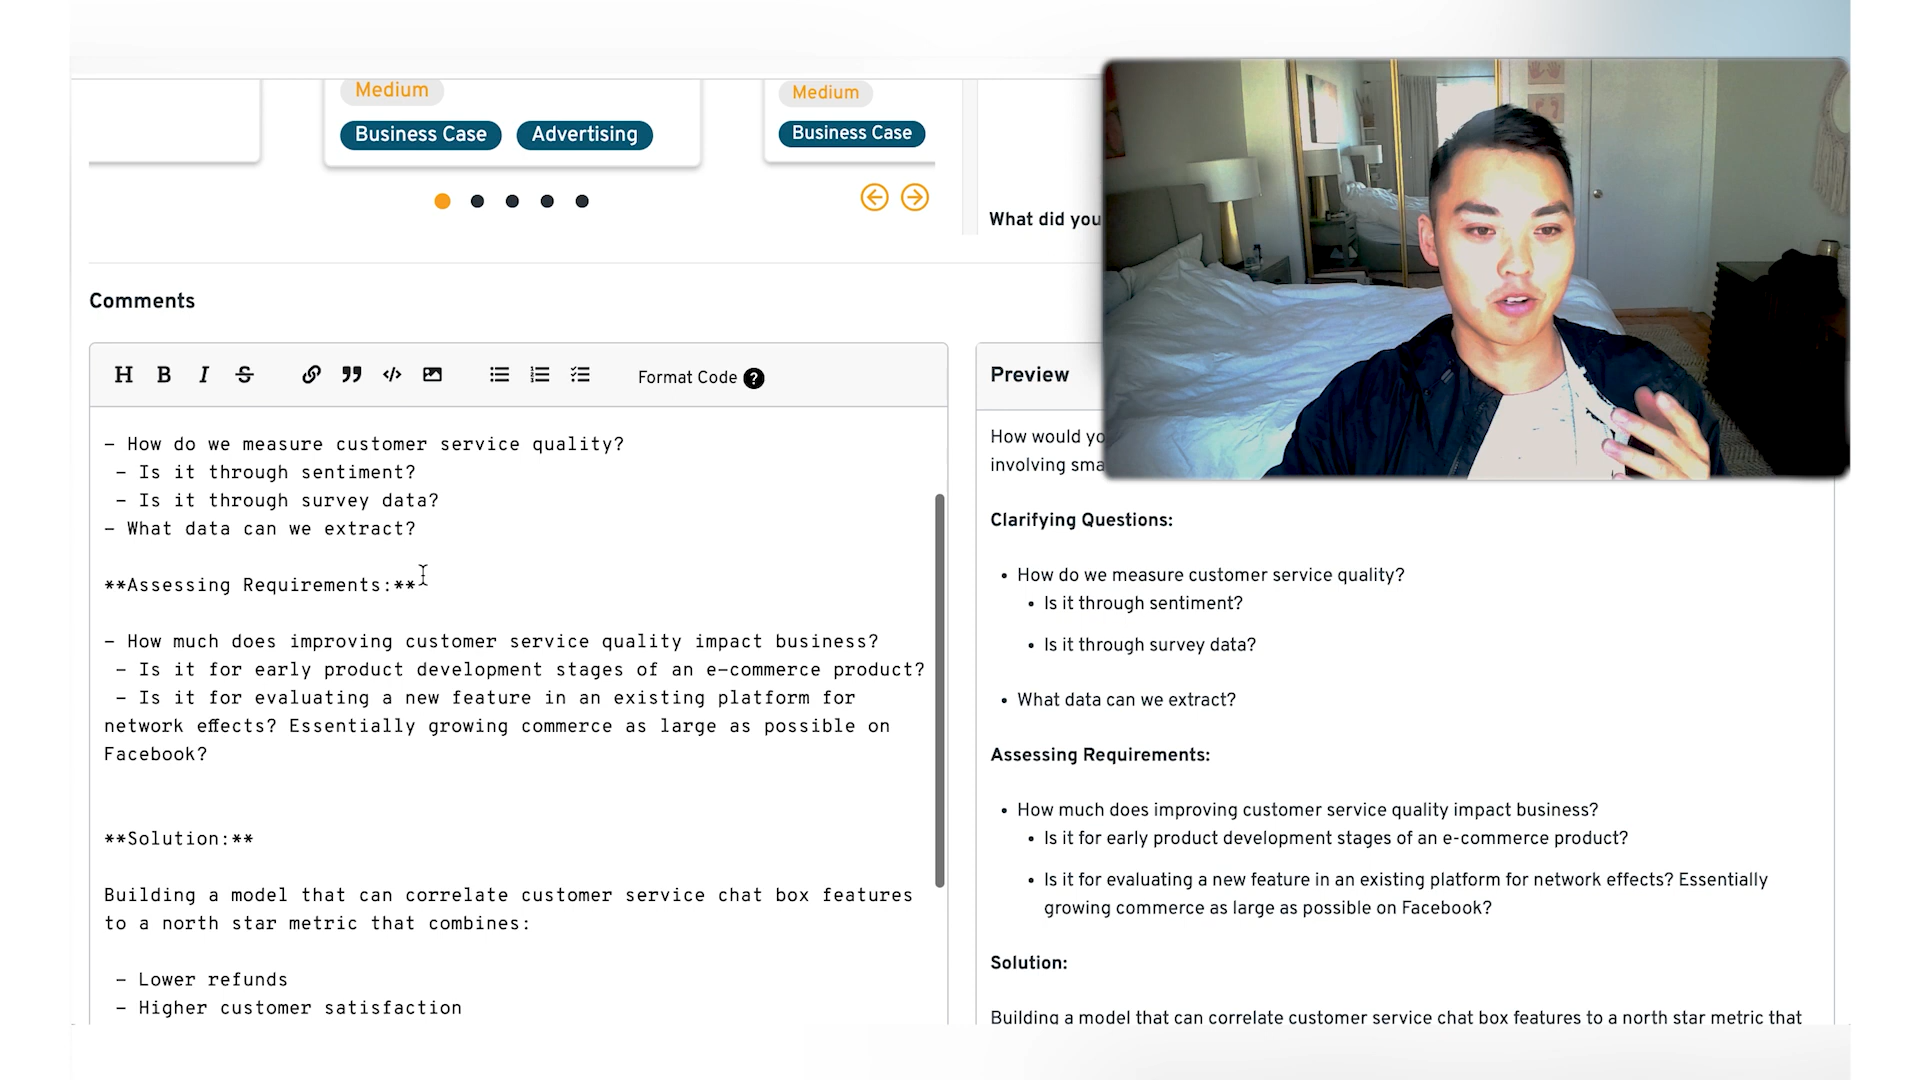 Medium
Business Case
Advertising
Medium
Business Case
What did you
Comments
H B I S
Format Code ?
Preview
- How do we measure customer service quality?
- Is it through sentiment?
- Is it through survey data?
- What data can we extract?
**Assessing Requirements:**
- How much does improving customer service quality impact business?
- Is it for early product development stages of an e-commerce product?
- Is it for evaluating a new feature in an existing platform for
network effects? Essentially growing commerce as large as possible on
Facebook?
**Solution:**
Building a model that can correlate customer service chat box features
to a north star metric that combines:
- Lower refunds
- Higher customer satisfaction
How would
involving
Clarifying Questions:
• How do we measure customer service quality?
• Is it through sentiment?
• Is it through survey data?
• What data can we extract?
Assessing Requirements:
• How much does improving customer service quality impact business?
• Is it for early product development stages of an e-commerce product?
• Is it for evaluating a new feature in an existing platform for network effects? Essentially
growing commerce as large as possible on Facebook?
Solution:
Building a model that can correlate customer service chat box features to a north star metric that